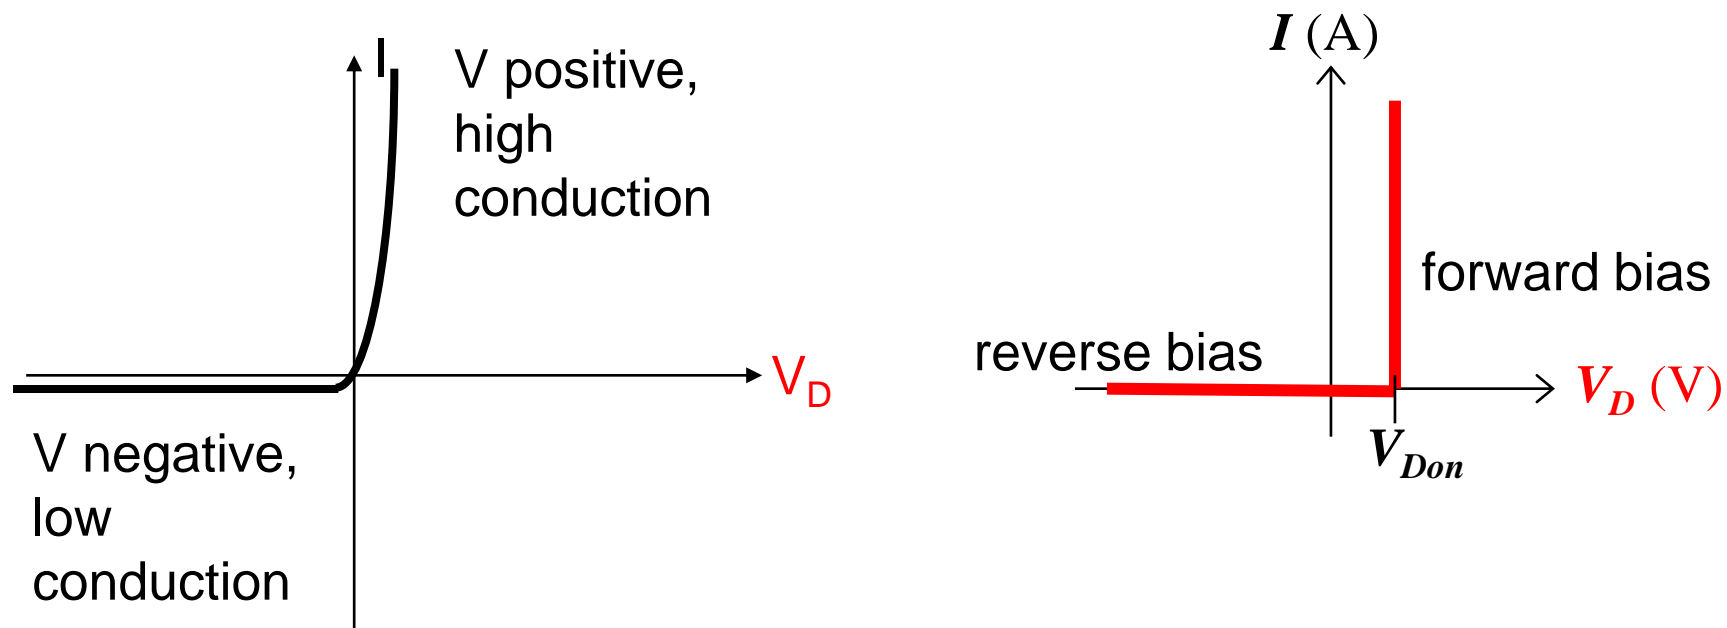 I
V positive,
high
conduction
V_D
V negative,
low
conduction
I (A)
forward bias
reverse bias
V_D (V)
V_Don